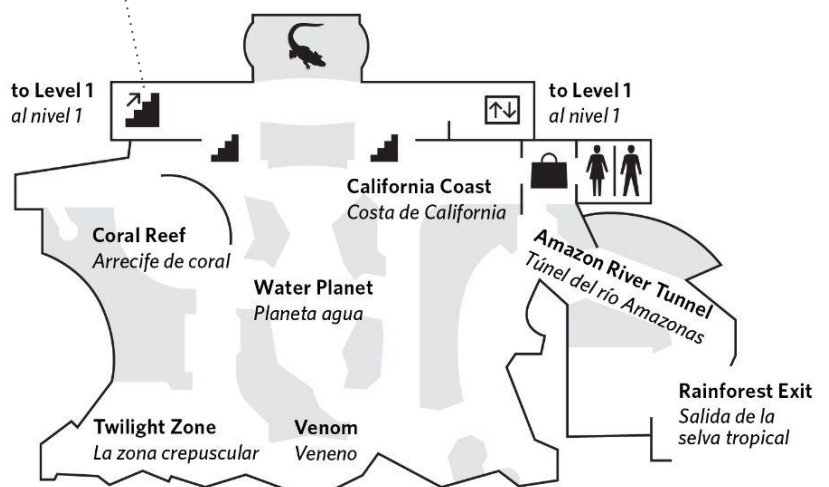 to Level 1
al nivel 1
to Level 1
al nivel 1
California Coast
Costa de California
Coral Reef
Arrecife de coral
Amazon River Tunnel
Túnel del río Amazonas
Water Planet
Planeta agua
Rainforest Exit
Salida de la
selva tropical
Twilight Zone
La zona crepuscular
Venom
Veneno